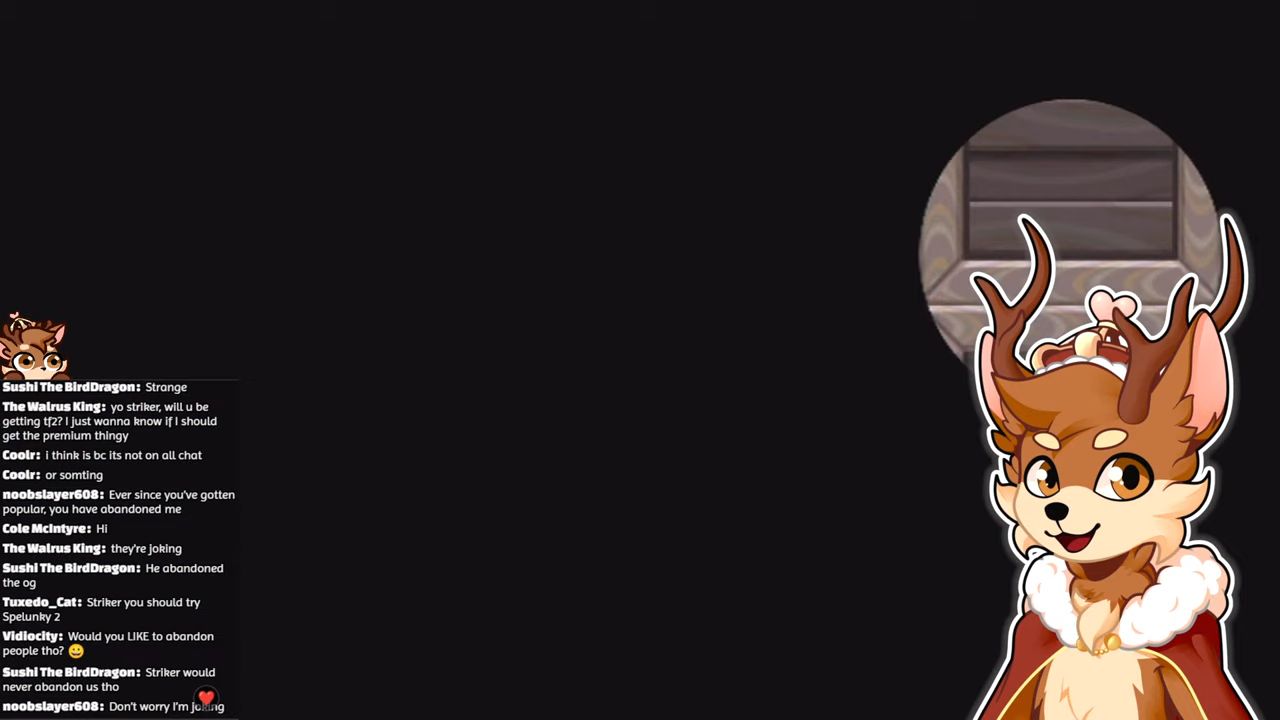 Sushi The BirdDragon: Strange
The Walrus King: yo striker, will u be
getting tf2? I just wanna know if I should
get the premium thingy
Coolr: i think is bc its not on all chat
Coolr: or somting
noobslayer608: Ever since you've gotten
popular, you have abandoned me
Cole McIntyre: Hi
The Walrus King: they're joking
Sushi The BirdDragon: He abandoned
the og
Tuxedo_Cat: Striker you should try
Spelunky 2
Vidiocity: Would you LIKE to abandon
people tho? 😀
Sushi The BirdDragon: Striker would
never abandon us tho
noobslayer608: Don't worry I'm joking